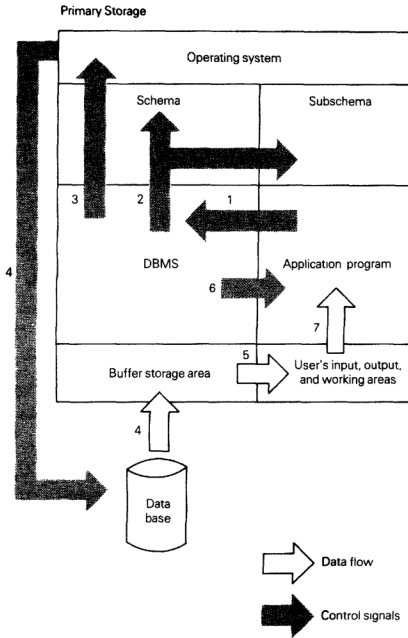 Primary Storage
Operating system
Schema
Subschema
3
2
1
4
DBMS
Application program
6
7
5
Buffer storage area
User's input, output,
and working areas
4
Data
base
Data flow
Control signals